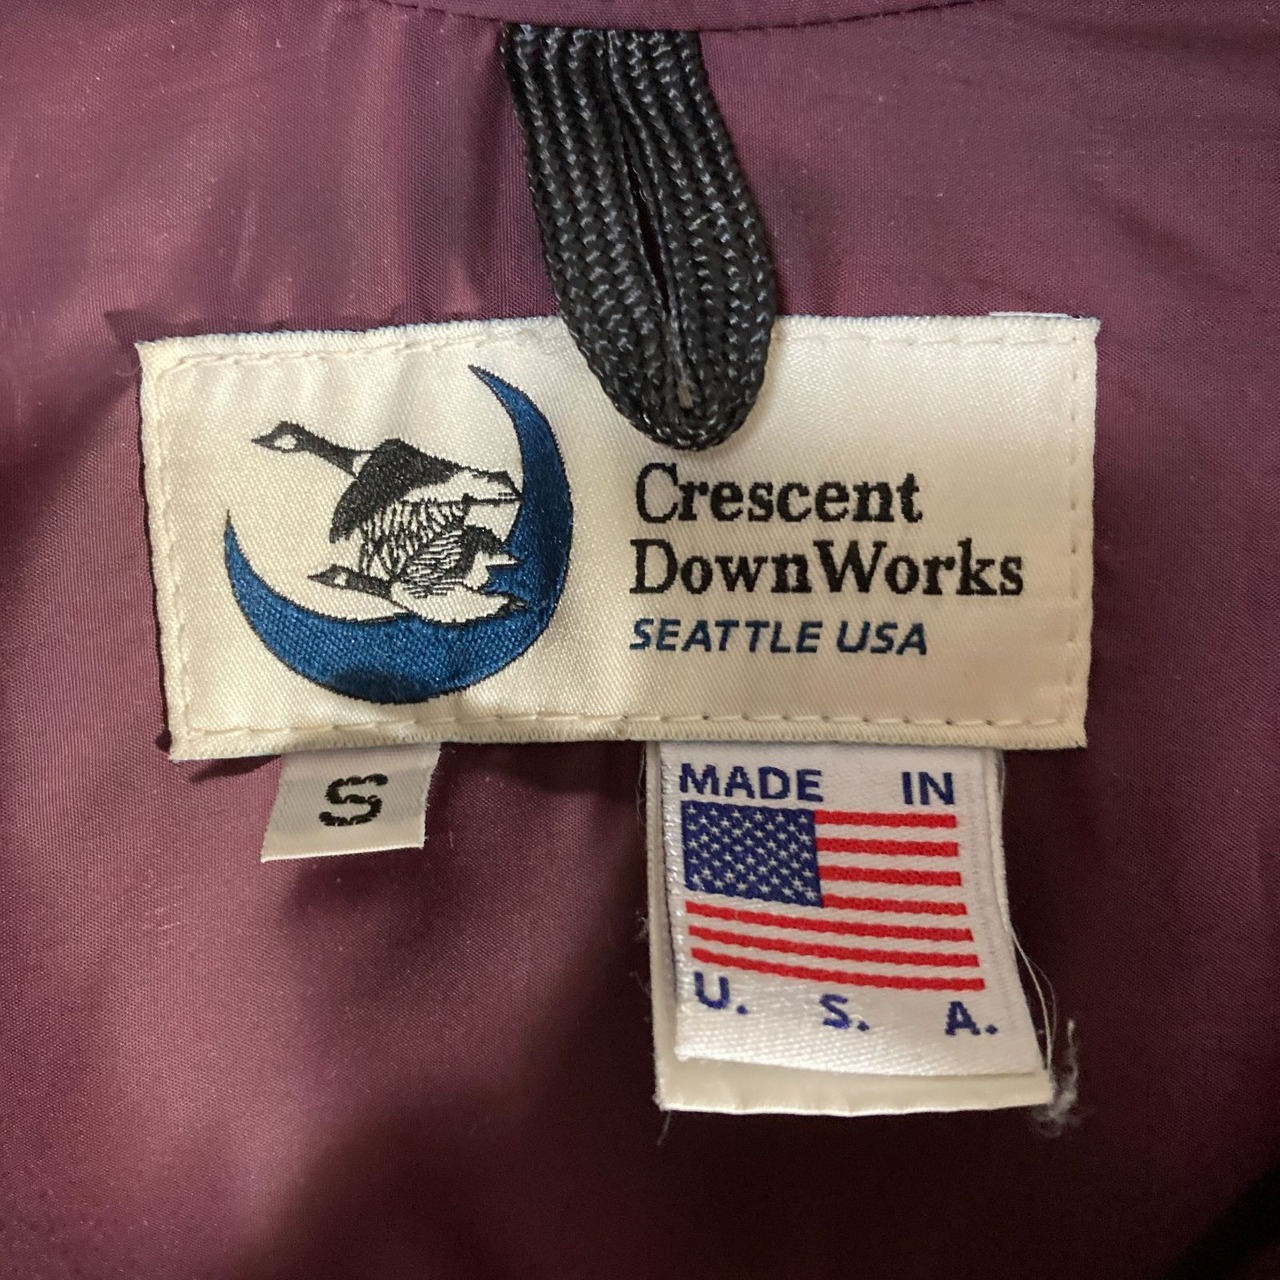 Crescent
DownWorks
SEATTLE USA
S
MADE IN
U. S. A.